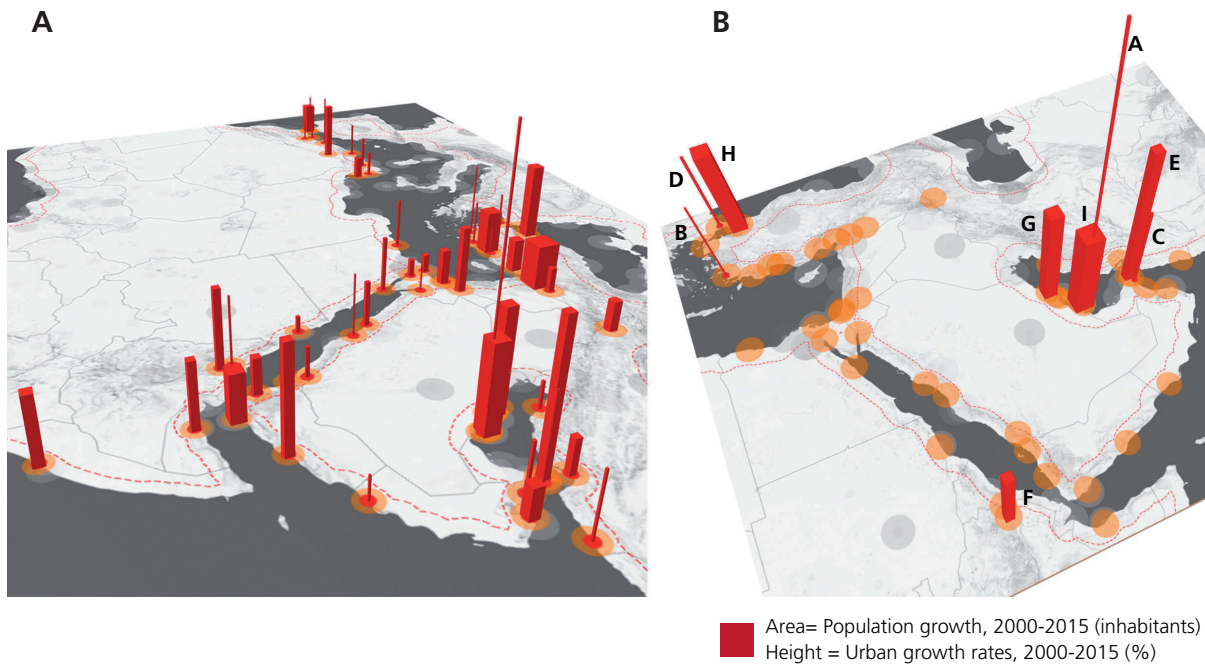 A
B
A
H
E
D
G
I
B
C
F
Area= Population growth, 2000-2015 (inhabitants)
Height = Urban growth rates, 2000-2015 (%)